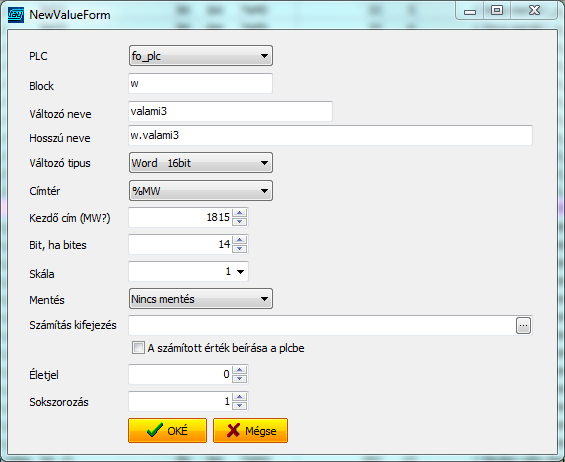 NewValueForm
PLC fo_plc
Block w
Változó neve valami3
Hosszú neve w.valami3
Változó tipus Word 16bit
Címtér %MW
Kezdő cím (MW?) 1815
Bit, ha bites 14
Skála 1
Mentés Nincs mentés
Számítás kifejezés ...
A számított érték beírása a plcbe
Életjel 0
Sokszorozás 1
OKÉ Mégse